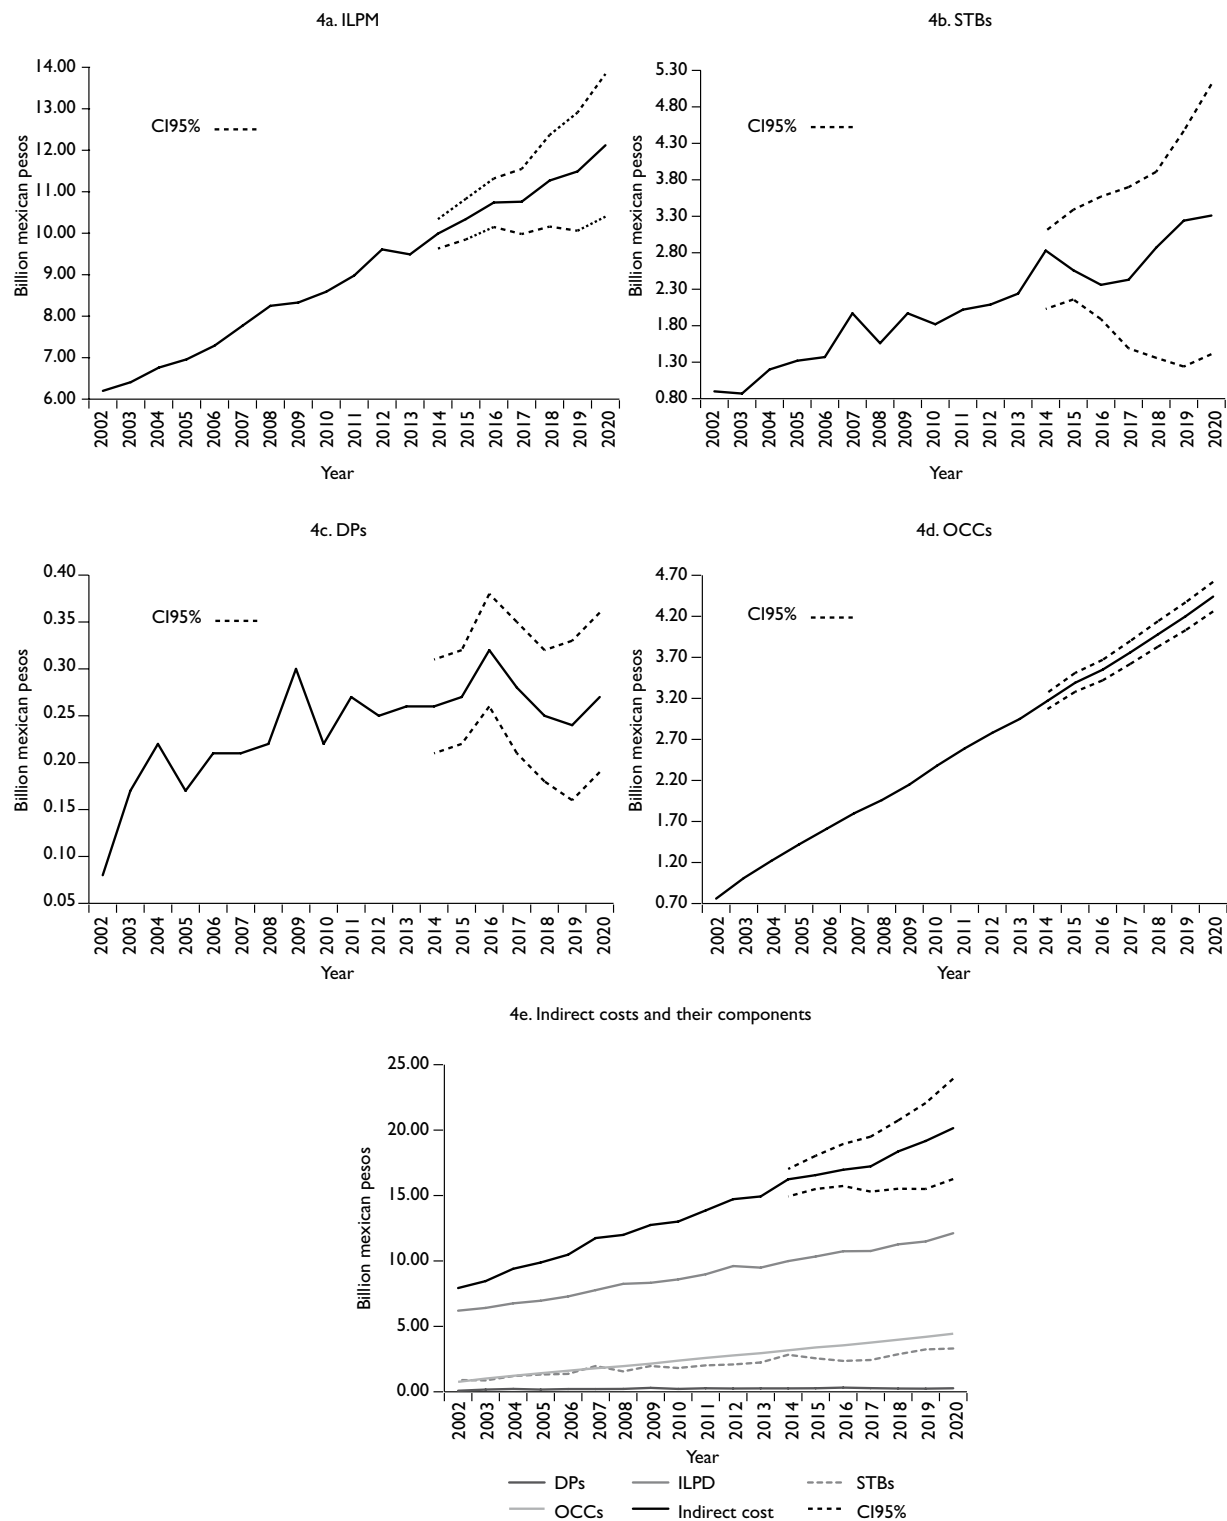 4a. ILPM
14.00
13.00
12.00
11.00
10.00
9.00
8.00
7.00
6.00
Billion mexican pesos
CI95%
2002 2003 2004 2005 2006 2007 2008 2009 2010 2011 2012 2013 2014 2015 2016 2017 2018 2019 2020
Year
4b. STBs
5.30
4.80
4.30
3.80
3.30
2.80
2.30
1.80
1.30
0.80
Billion mexican pesos
CI95%
2002 2003 2004 2005 2006 2007 2008 2009 2010 2011 2012 2013 2014 2015 2016 2017 2018 2019 2020
Year
4c. DPs
0.40
0.35
0.30
0.25
0.20
0.15
0.10
0.05
Billion mexican pesos
CI95%
2002 2003 2004 2005 2006 2007 2008 2009 2010 2011 2012 2013 2014 2015 2016 2017 2018 2019 2020
Year
4d. OCCs
4.70
4.20
3.70
3.20
2.70
2.20
1.70
1.20
0.70
Billion mexican pesos
CI95%
2002 2003 2004 2005 2006 2007 2008 2009 2010 2011 2012 2013 2014 2015 2016 2017 2018 2019 2020
Year
4e. Indirect costs and their components
25.00
20.00
15.00
10.00
5.00
0.00
Billion mexican pesos
2002 2003 2004 2005 2006 2007 2008 2009 2010 2011 2012 2013 2014 2015 2016 2017 2018 2019 2020
Year
DPs ILPD STBs
OCCs Indirect cost CI95%